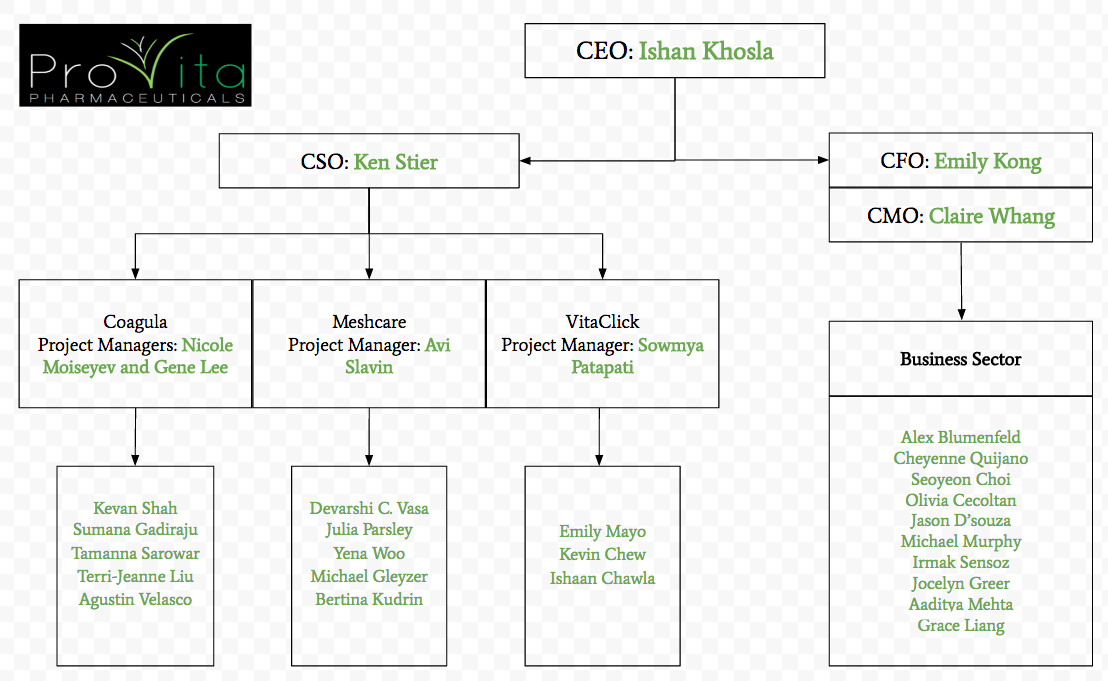 ProVita
PHARMACEUTICALS
CEO: Ishan Khosla
CSO: Ken Stier
CFO: Emily Kong
CMO: Claire Whang
Coagula
Project Managers: Nicole
Moiseyev and Gene Lee
Meshcare
Project Manager: Avi
Slavin
VitaClick
Project Manager: Sowmya
Patapati
Business Sector
Kevan Shah
Sumana Gadiraju
Tamanna Sarowar
Terri-Jeanne Liu
Agustin Velasco
Devarshi C. Vasa
Julia Parsley
Yena Woo
Michael Gleyzer
Bertina Kudrin
Emily Mayo
Kevin Chew
Ishaan Chawla
Alex Blumenfeld
Cheyenne Quijano
Seoyeon Choi
Olivia Cecoltan
Jason D’souza
Michael Murphy
Irmak Sensoz
Jocelyn Greer
Aaditya Mehta
Grace Liang